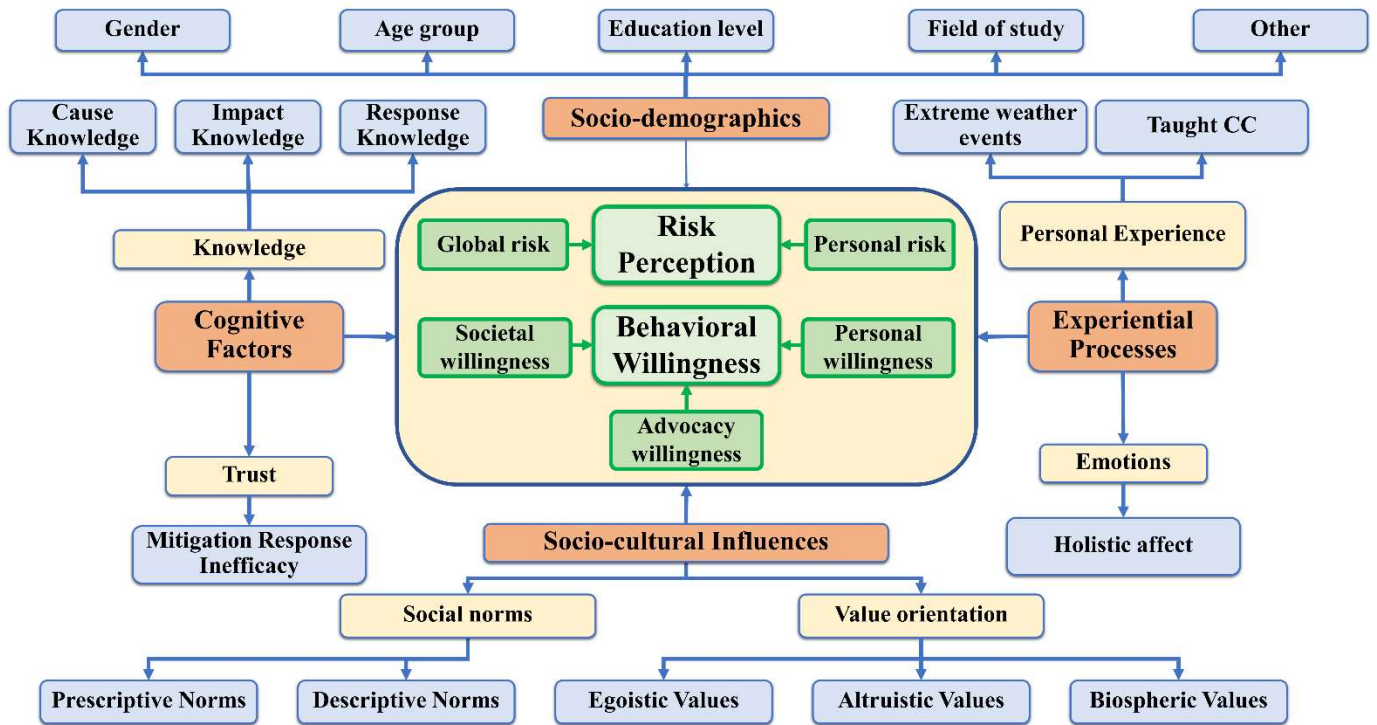 Gender
Age group
Education level
Field of study
Other
Cause
Knowledge
Impact
Knowledge
Response
Knowledge
Socio-demographics
Extreme weather
events
Taught CC
Knowledge
Global risk
Risk
Perception
Personal risk
Personal Experience
Cognitive
Factors
Societal
willingness
Behavioral
Willingness
Personal
willingness
Experiential
Processes
Advocacy
willingness
Trust
Emotions
Mitigation Response
Inefficacy
Socio-cultural Influences
Holistic affect
Social norms
Value orientation
Prescriptive Norms
Descriptive Norms
Egoistic Values
Altruistic Values
Biospheric Values